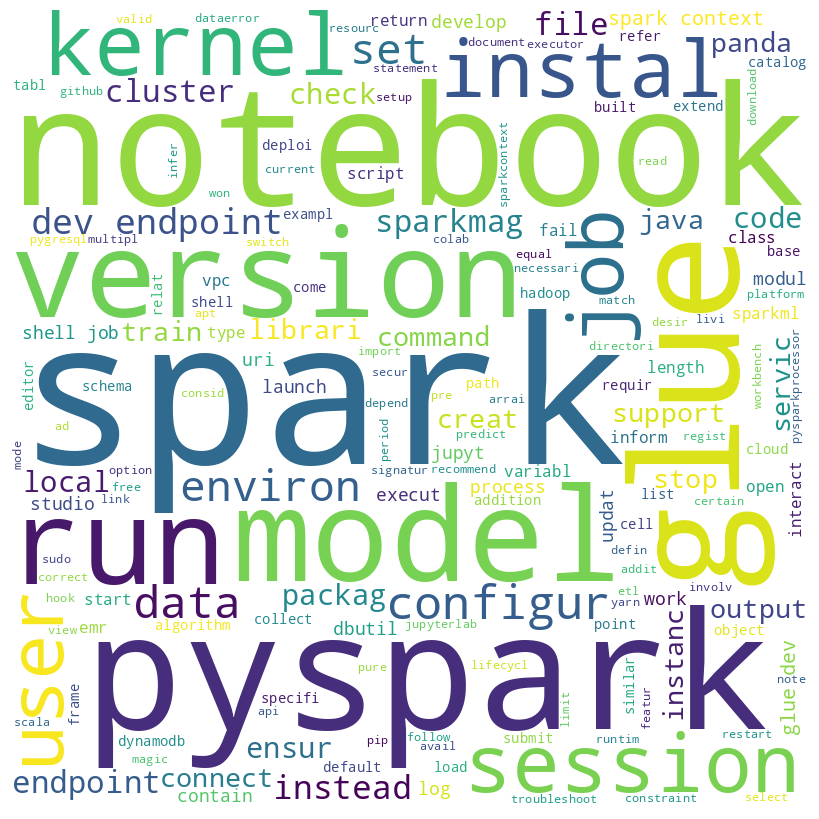 valid
dataerror
resourc
return
develop
file
spark context
kernel
set
document
executor
refer
panda
instal
statement
catalog
tabl
github
cluster
check
setup
built
extend
download
notebook
infer
deploi
current
script
sparkcontext
read
won
dev endpoint
exampl
sparkmag
fail
job
java
code
pygresql
multipl
switch
colab
equal
class
base
version
relat
vpc
shell
come
necessari
hadoop
match
glue
modul
platform
apt
desir
livi
sparkml
shell job
train
type
librari
command
directori
editor
uri
import
length
servic
workbench
pysparkprocessor
spark
schema
consid
launch
secur
path
arrai
requir
depend
pre
creat
support
ad
period
predict
inform
regist
cloud
mode
option
jupyt
local
environ
signatur
recommend
variabl
stop
studio
free
link
execut
process
addition
list
certain
open
interact
run
model
updat
cell
defin
sudo
correct
addit
etl
hook
start
data
packag
configur
yarn
work
involv
output
user
view
emr
algorithm
collect
dbutil
jupyterlab
point
instanc
object
note
pyspark
pure
lifecycl
similar
featur
glue dev
specifi
frame
scala
api
limit
dynamodb
ensur
pip
follow
avail
submit
runtim
restart
magic
endpoint
connect
default
load
session
contain
instead
log
troubleshoot
constraint
select